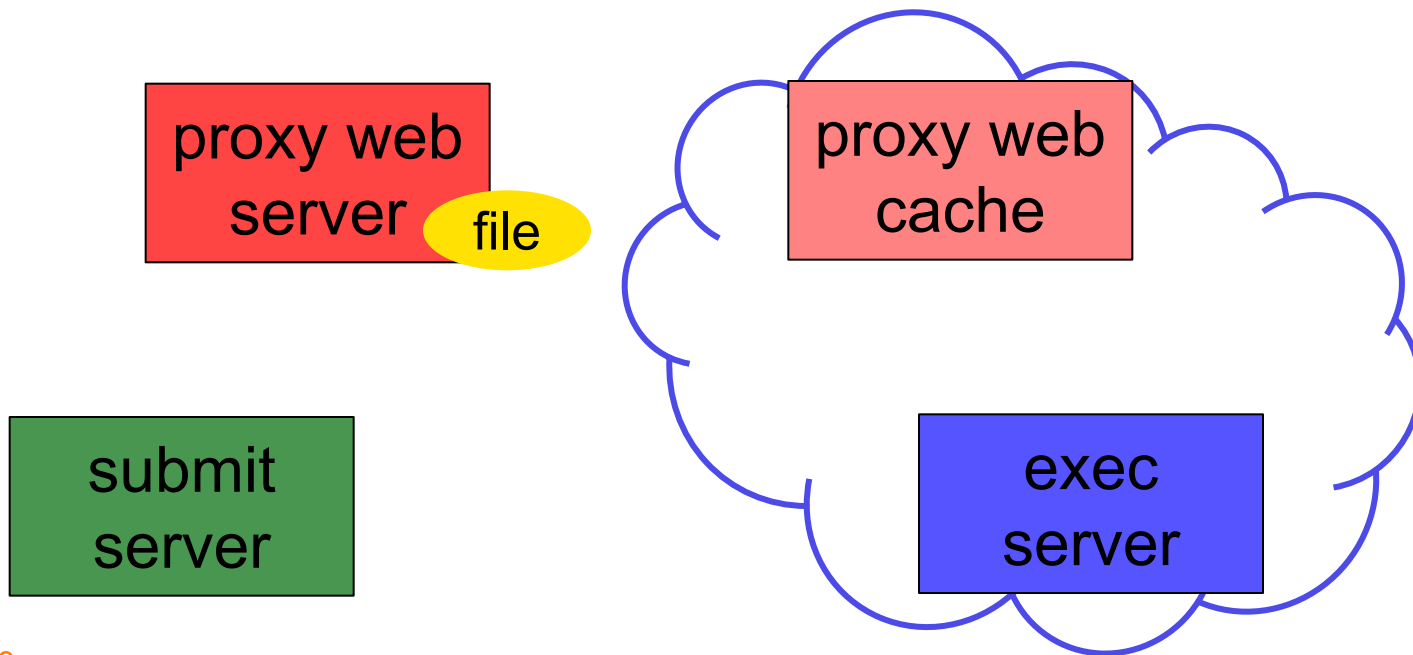 proxy web
server
file
proxy web
cache
submit
server
exec
server